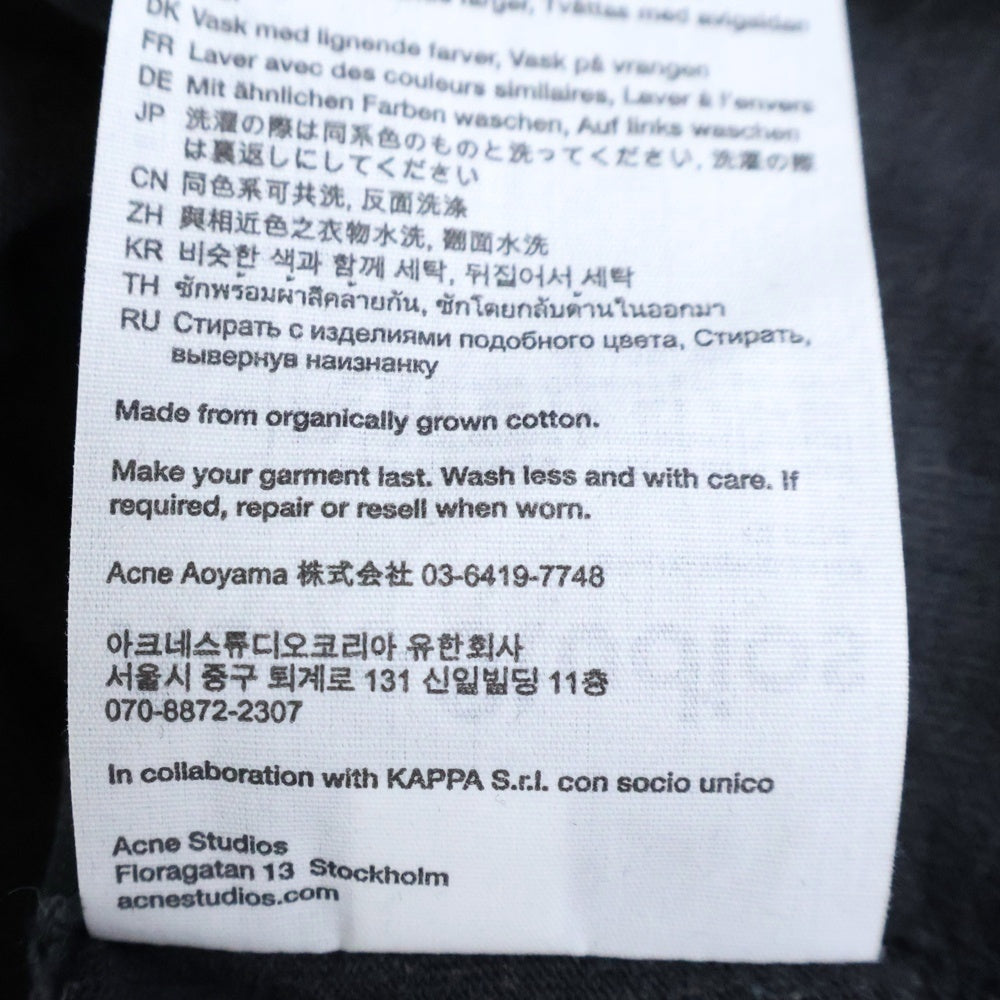 färger, Tvättas med avigsidan
DK Vask med lignende farver, Vask på vrangen
FR Laver avec des couleurs similaires, Laver à l'envers
DE Mit ähnlichen Farben waschen, Auf links waschen
JP 洗濯の際は同系色のものと洗ってください, 洗濯の際
は裏返しにしてください
CN 同色系可共洗, 反面洗涤
ZH 與相近色之衣物水洗, 翻面水洗
KR 비슷한 색과 함께 세탁, 뒤집어서 세탁
TH ซักพร้อมผ้าสีคล้ายกัน, ซักโดยกลับด้านในออกมา
RU Стирать с изделиями подобного цвета, Стирать,
вывернув наизнанку
Made from organically grown cotton.
Make your garment last. Wash less and with care. If
required, repair or resell when worn.
Acne Aoyama 株式会社 03-6419-7748
아크네스튜디오코리아 유한회사
서울시 중구 퇴계로 131 신일빌딩 11층
070-8872-2307
In collaboration with KAPPA S.r.l. con socio unico
Acne Studios
Floragatan 13 Stockholm
acnestudios.com